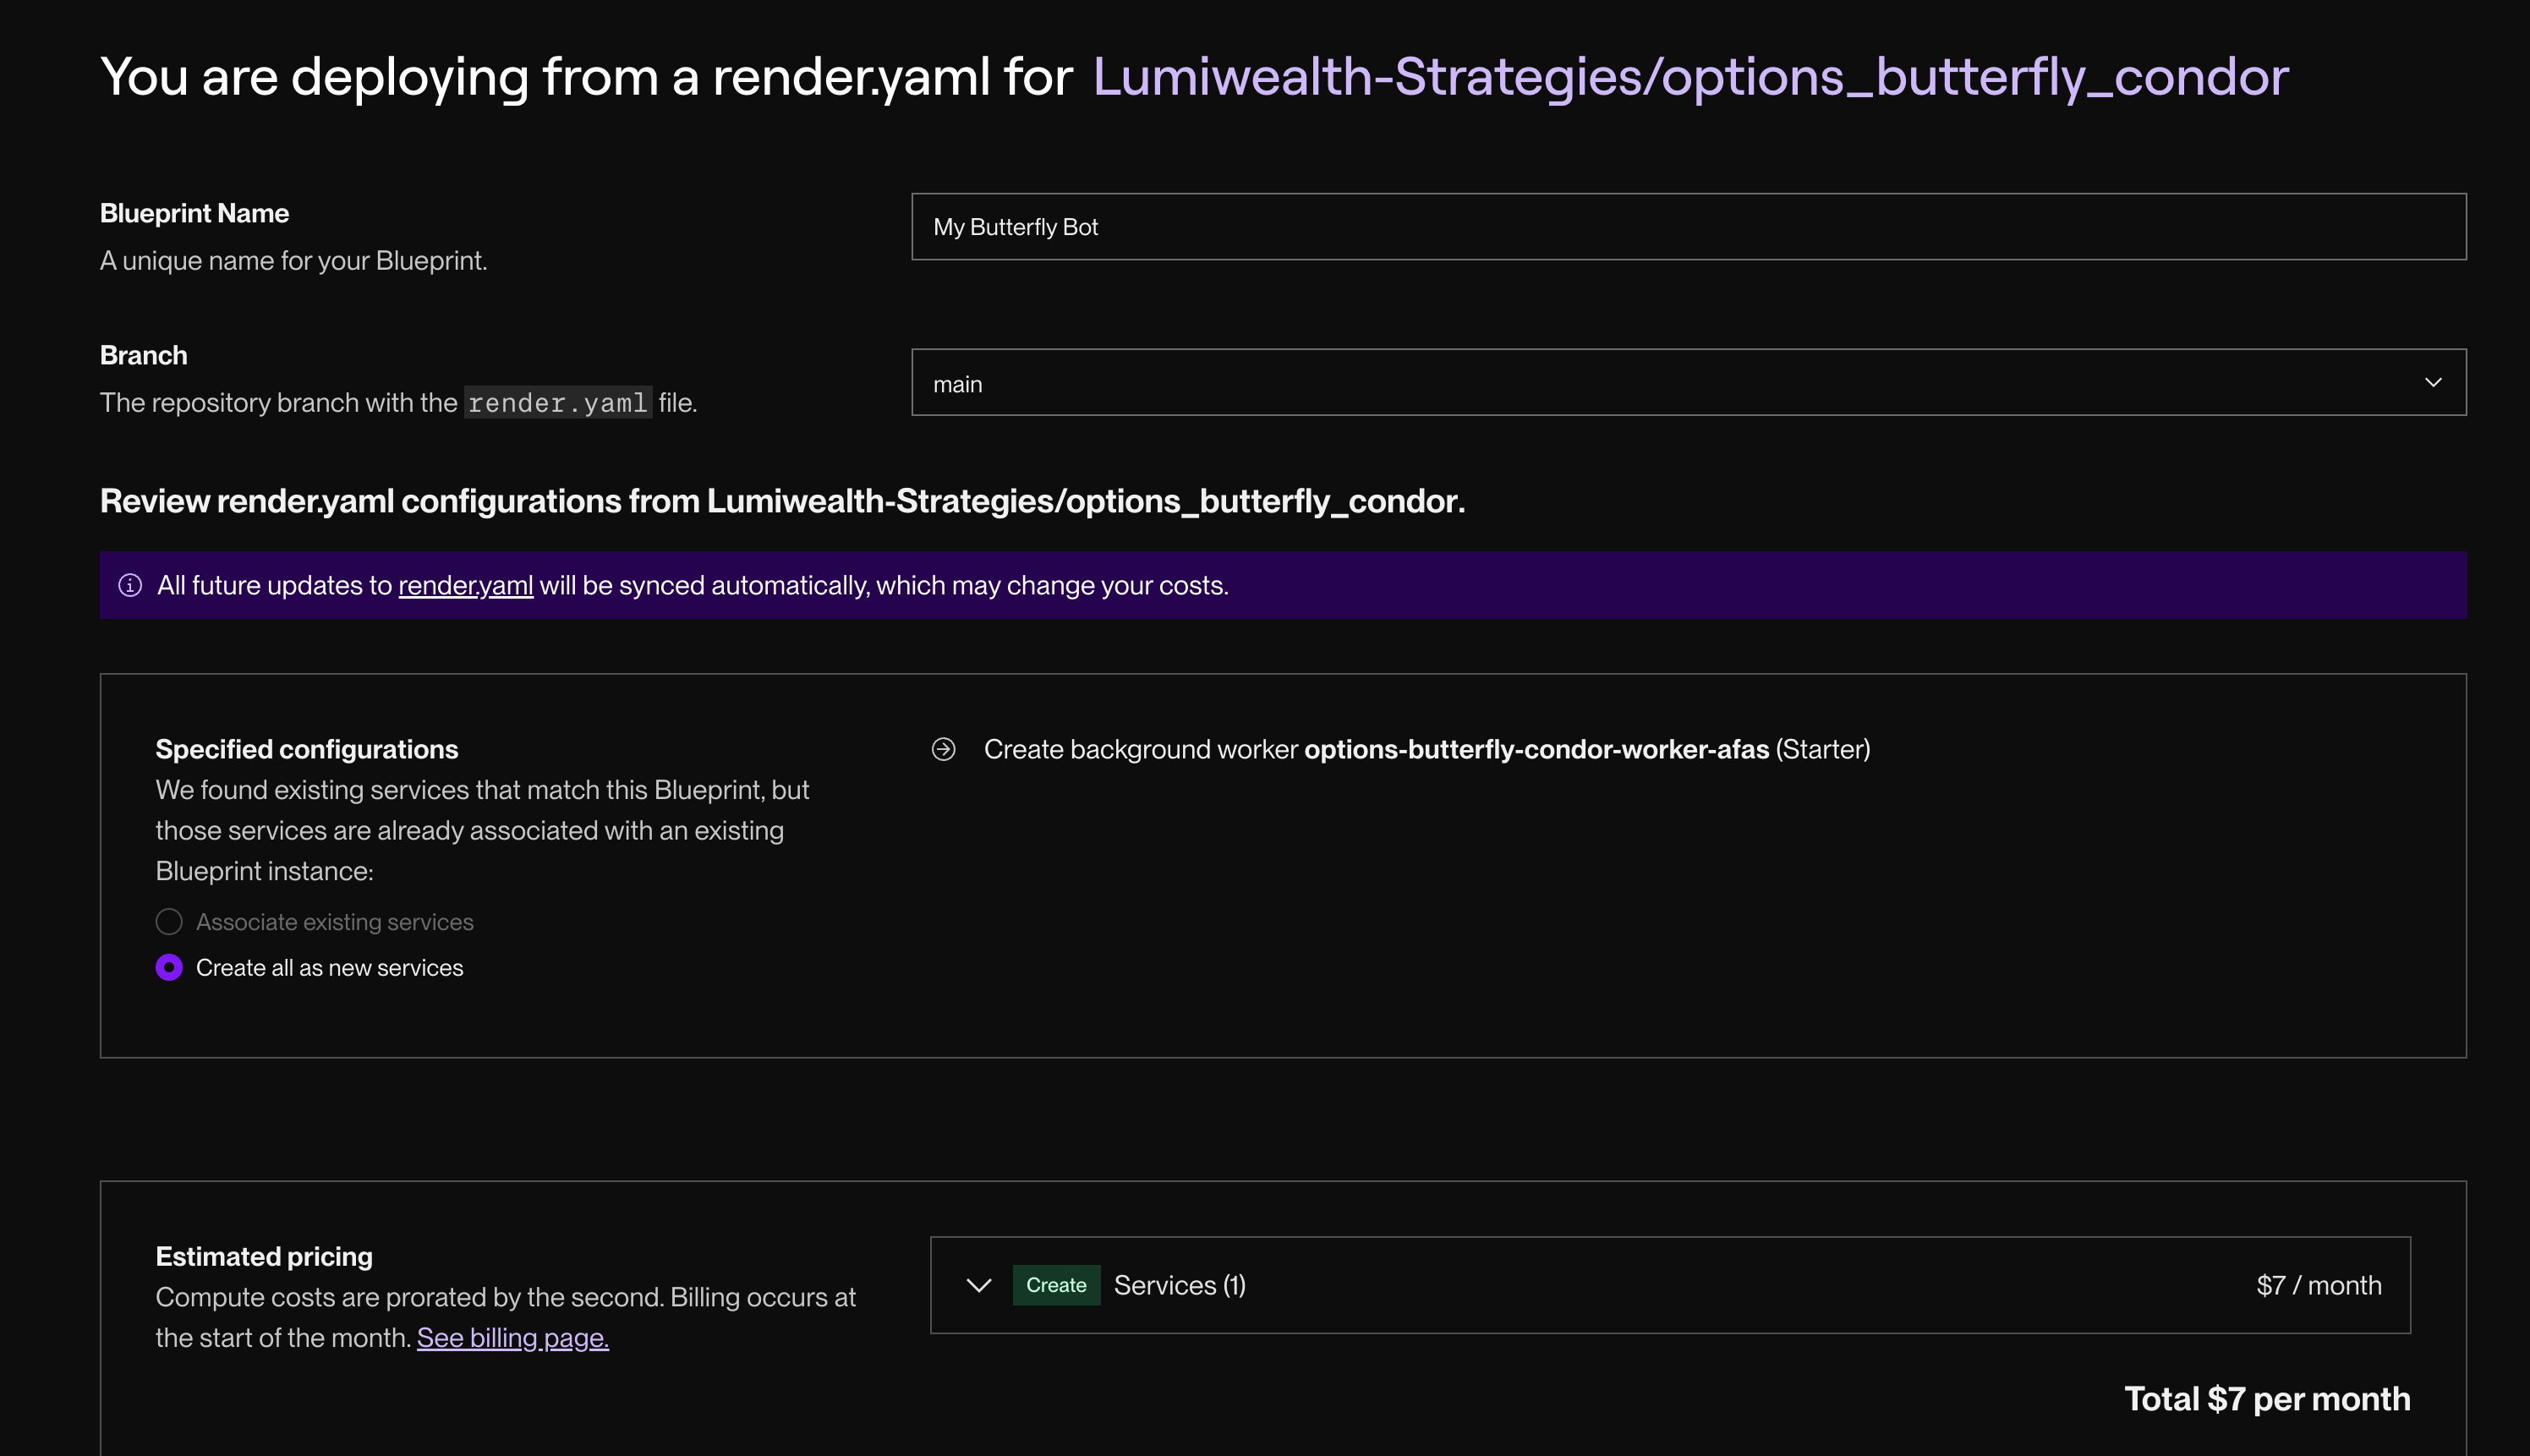 You are deploying from a render.yaml for Lumiwealth-Strategies/options_butterfly_condor
Blueprint Name
A unique name for your Blueprint.
My Butterfly Bot
Branch
The repository branch with the render.yaml file.
main
Review render.yaml configurations from Lumiwealth-Strategies/options_butterfly_condor.
All future updates to render.yaml will be synced automatically, which may change your costs.
Specified configurations
We found existing services that match this Blueprint, but
those services are already associated with an existing
Blueprint instance:
Associate existing services
Create all as new services
Create background worker options-butterfly-condor-worker-afas (Starter)
Estimated pricing
Compute costs are prorated by the second. Billing occurs at
the start of the month. See billing page.
Create Services (1) $7 / month
Total $7 per month